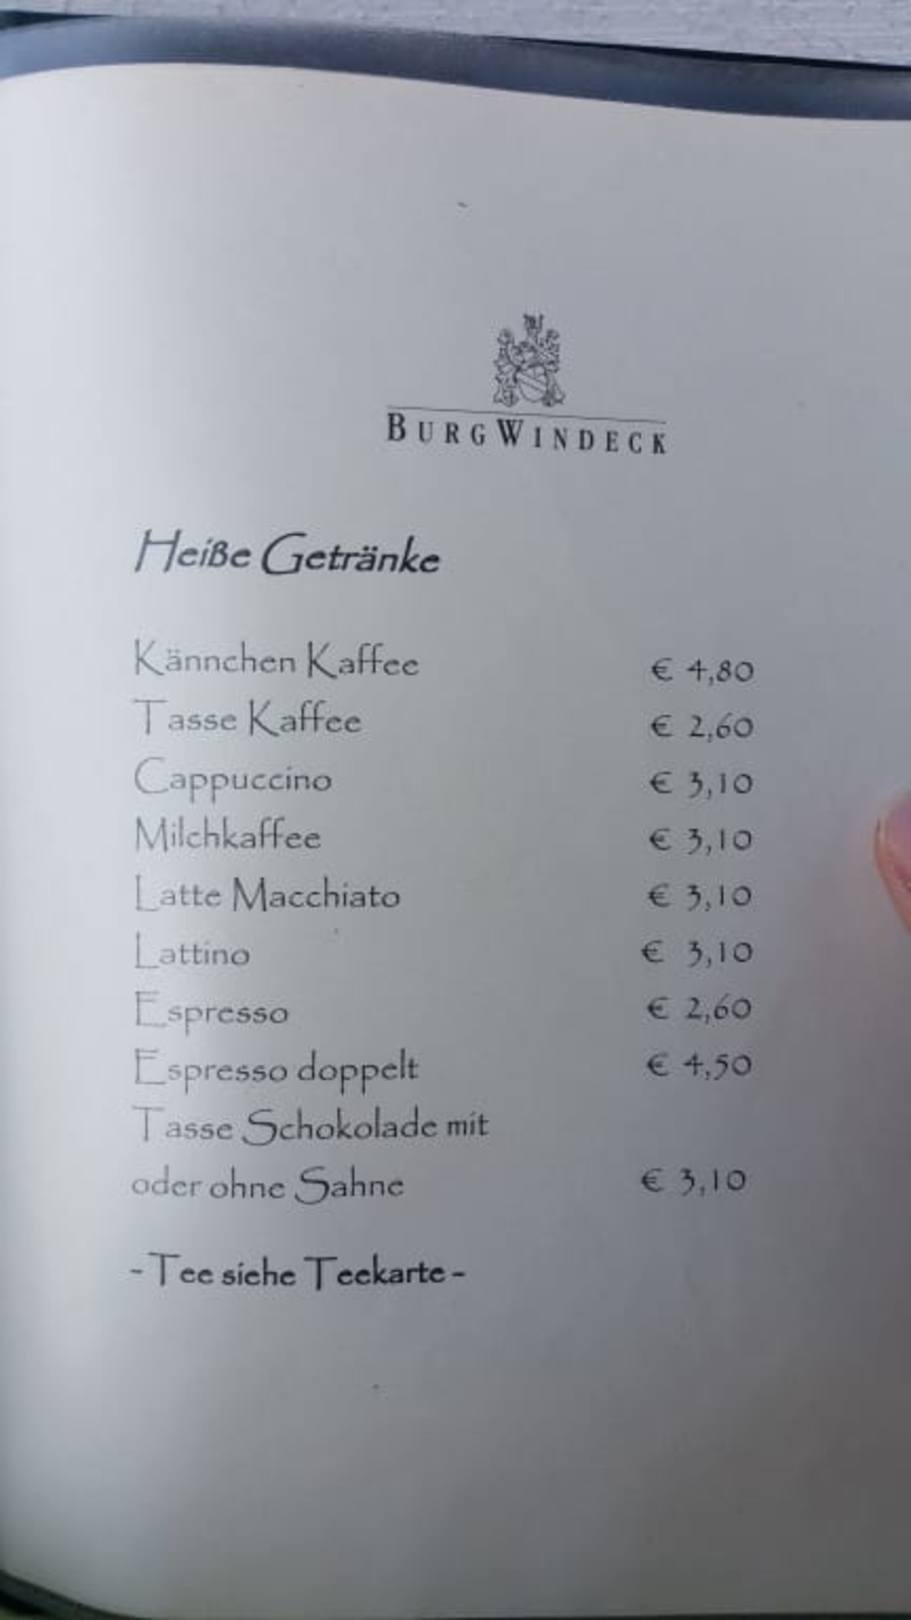 BURG WINDECK
Heiße Getränke
Kännchen Kaffee € 4,80
Tasse Kaffee € 2,60
Cappuccino € 3,10
Milchkaffee € 3,10
Latte Macchiato € 3,10
Lattino € 3,10
Espresso € 2,60
Espresso doppelt € 4,50
Tasse Schokolade mit
oder ohne Sahne € 3,10
- Tee siehe Teekarte -